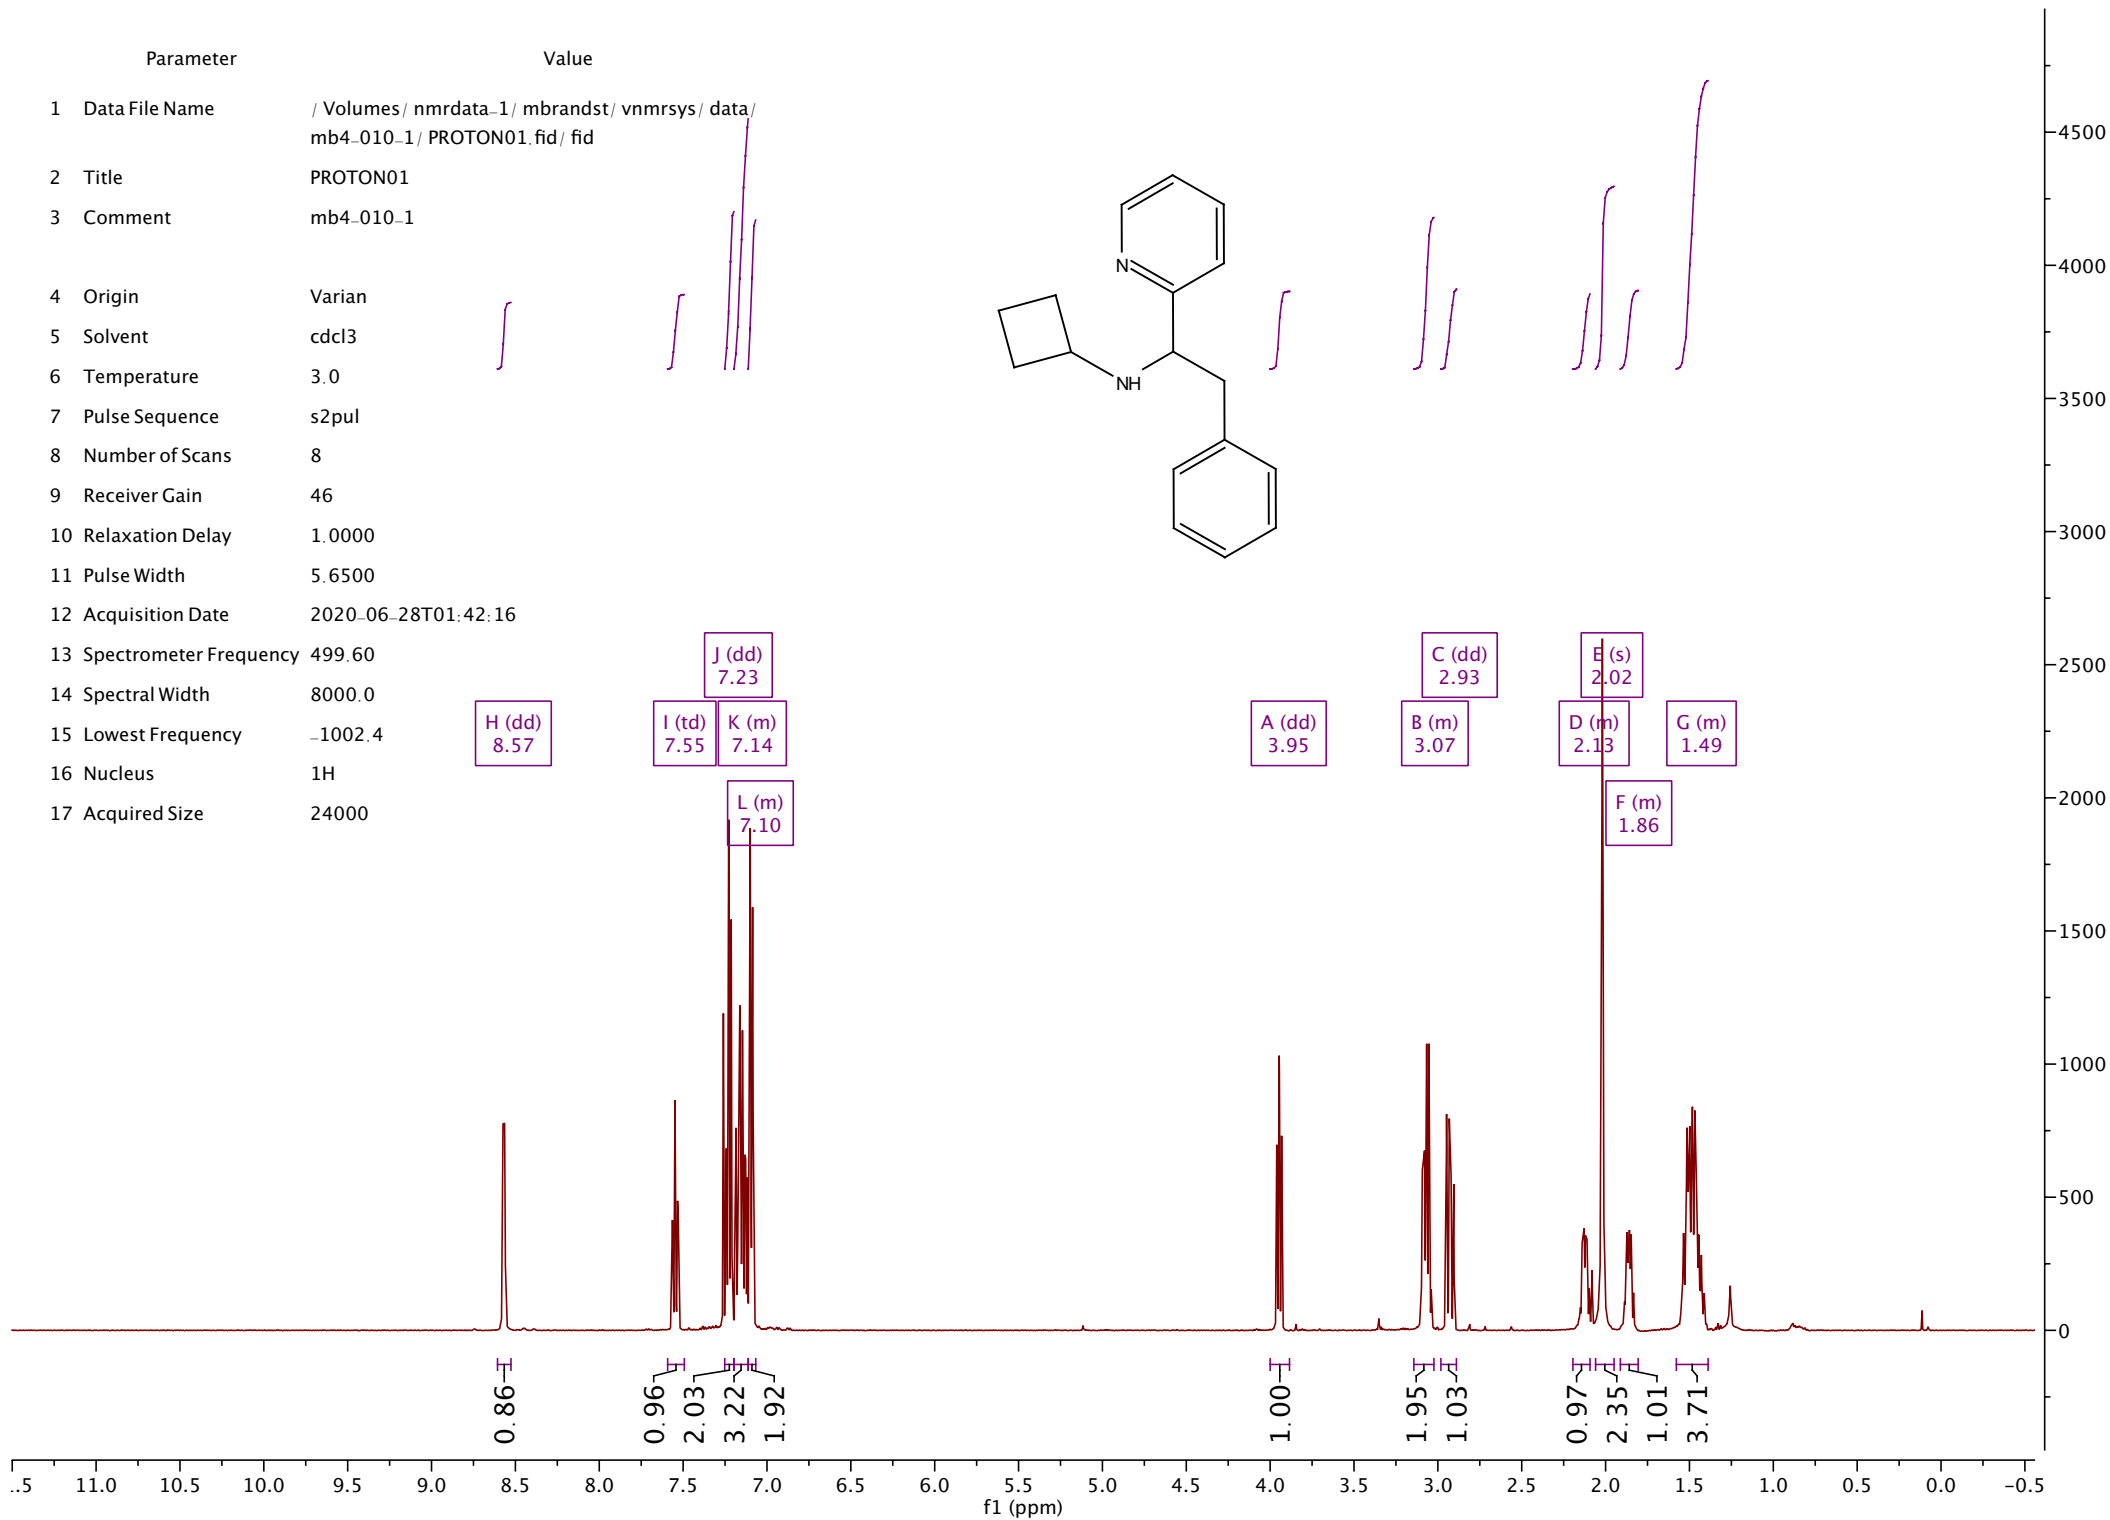 Parameter Value
1 Data File Name / Volumes/ nmrdata_1/ mbrandst/ vnmrsys/ data/
mb4_010_1/ PROTON01.fid/ fid
2 Title PROTON01
3 Comment mb4_010_1
4 Origin Varian
5 Solvent cdcl3
6 Temperature 3.0
7 Pulse Sequence s2pul
8 Number of Scans 8
9 Receiver Gain 46
10 Relaxation Delay 1.0000
11 Pulse Width 5.6500
12 Acquisition Date 2020_06_28T01:42:16
13 Spectrometer Frequency 499.60
14 Spectral Width 8000.0
15 Lowest Frequency _1002.4
16 Nucleus 1H
17 Acquired Size 24000
N
NH
J (dd)
7.23
C (dd)
2.93
E (s)
2.02
H (dd)
8.57
I (td)
7.55
K (m)
7.14
A (dd)
3.95
B (m)
3.07
D (m)
2.13
G (m)
1.49
L (m)
7.10
F (m)
1.86
4500
4000
3500
3000
2500
2000
1500
1000
500
0
0.86
0.96
2.03
3.22
1.92
1.00
1.95
1.03
0.97
2.35
1.01
3.71
.5 11.0 10.5 10.0 9.5 9.0 8.5 8.0 7.5 7.0 6.5 6.0 5.5 5.0 4.5 4.0 3.5 3.0 2.5 2.0 1.5 1.0 0.5 0.0 −0.5
f1 (ppm)